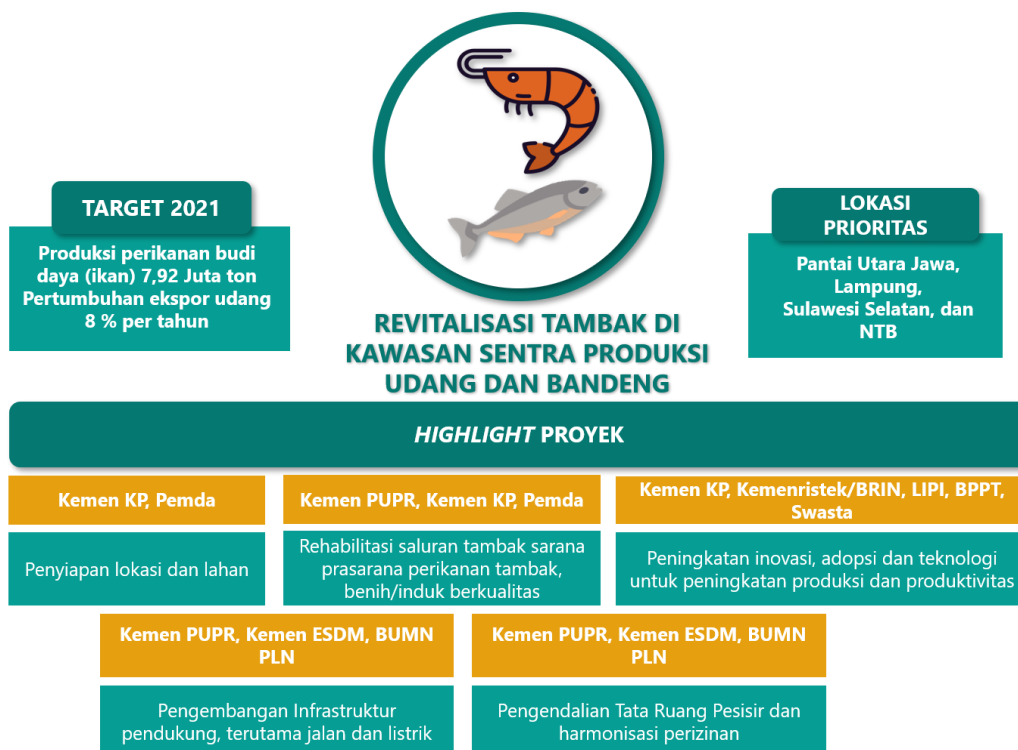 TARGET 2021
Produksi perikanan budi
daya (ikan) 7,92 Juta ton
Pertumbuhan ekspor udang
8 % per tahun
LOKASI
PRIORITAS
Pantai Utara Jawa,
Lampung,
Sulawesi Selatan, dan
NTB
REVITALISASI TAMBAK DI
KAWASAN SENTRA PRODUKSI
UDANG DAN BANDENG
HIGHLIGHT PROYEK
Kemen KP, Pemda
Penyiapan lokasi dan lahan
Kemen PUPR, Kemen KP, Pemda
Rehabilitasi saluran tambak sarana
prasarana perikanan tambak,
benih/induk berkualitas
Kemen KP, Kemenristek/BRIN, LIPI, BPPT,
Swasta
Peningkatan inovasi, adopsi dan teknologi
untuk peningkatan produksi dan produktivitas
Kemen PUPR, Kemen ESDM, BUMN
PLN
Pengembangan Infrastruktur
pendukung, terutama jalan dan listrik
Kemen PUPR, Kemen ESDM, BUMN
PLN
Pengendalian Tata Ruang Pesisir dan
harmonisasi perizinan